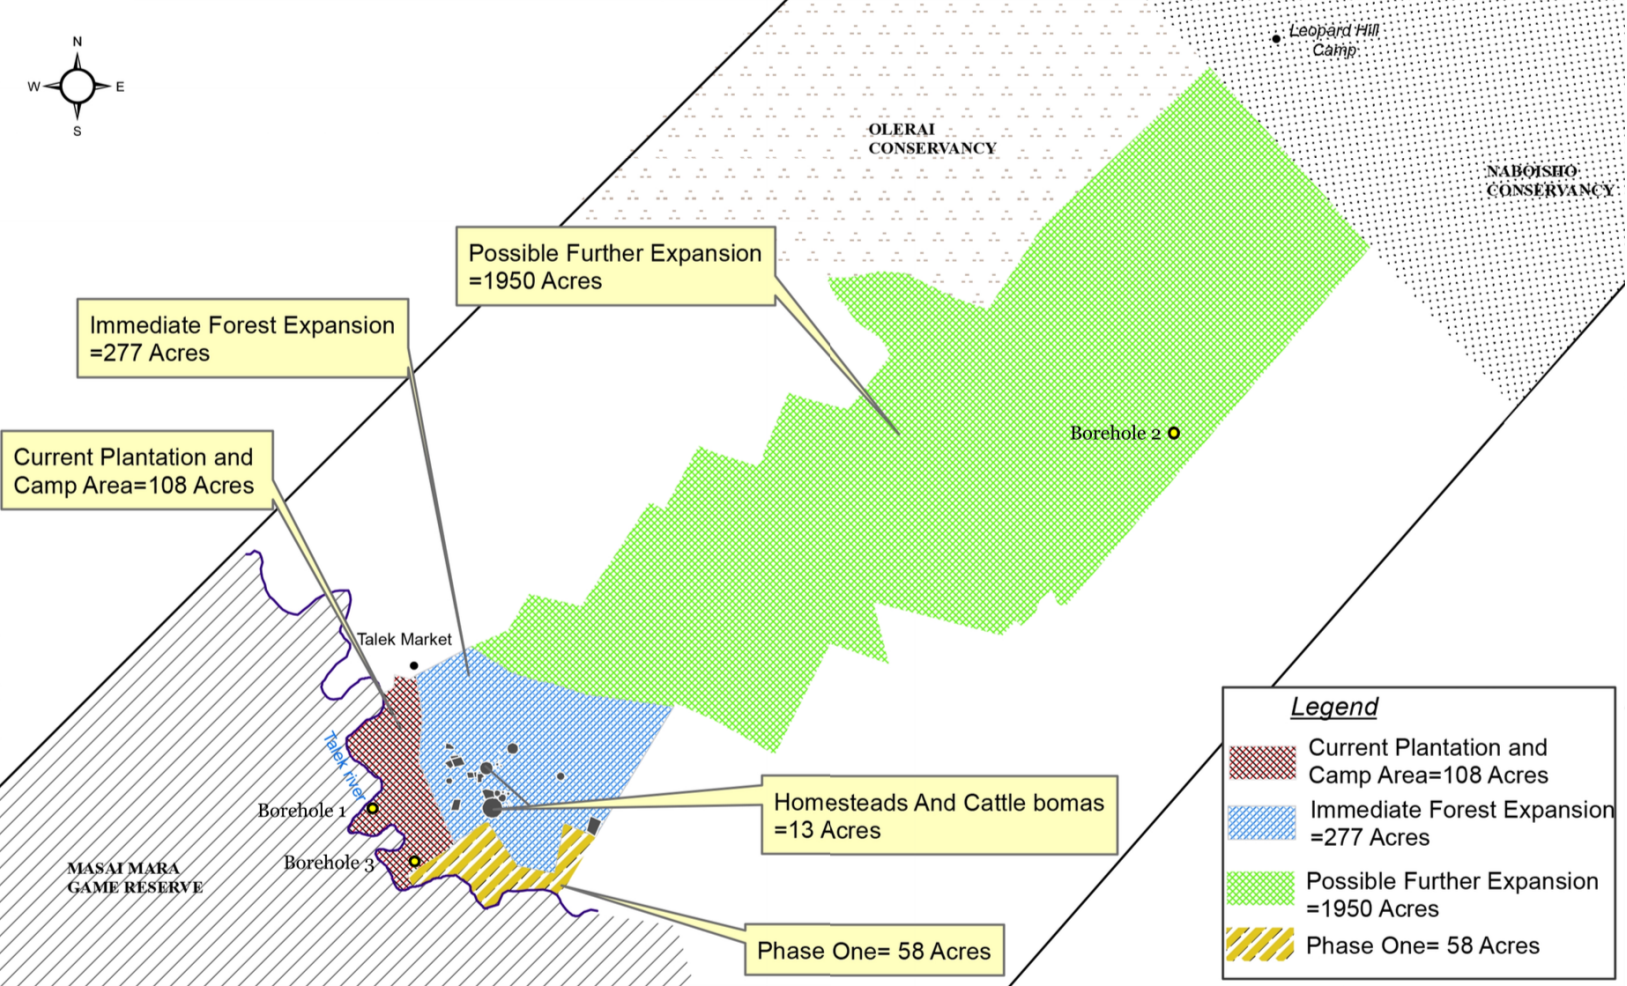 N
W E
S
Leopard Hill
Camp
OLERAI
CONSERVANCY
NABOISHO
CONSERVANCY
Possible Further Expansion
=1950 Acres
Immediate Forest Expansion
=277 Acres
Borehole 2
Current Plantation and
Camp Area=108 Acres
Talek Market
Talek river
Borehole 1
Homesteads And Cattle bomas
=13 Acres
Borehole 3
MASAI MARA
GAME RESERVE
Phase One= 58 Acres
Legend
Current Plantation and
Camp Area=108 Acres
Immediate Forest Expansion
=277 Acres
Possible Further Expansion
=1950 Acres
Phase One= 58 Acres